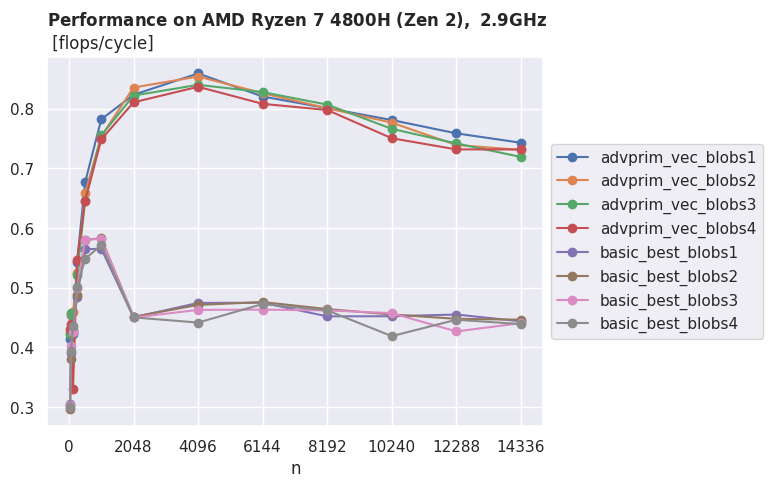 Performance on AMD Ryzen 7 4800H (Zen 2), 2.9GHz
[flops/cycle]
0.8
0.7
0.6
0.5
0.4
0.3
0 2048 4096 6144 8192 10240 12288 14336
n
advprim_vec_blobs1
advprim_vec_blobs2
advprim_vec_blobs3
advprim_vec_blobs4
basic_best_blobs1
basic_best_blobs2
basic_best_blobs3
basic_best_blobs4